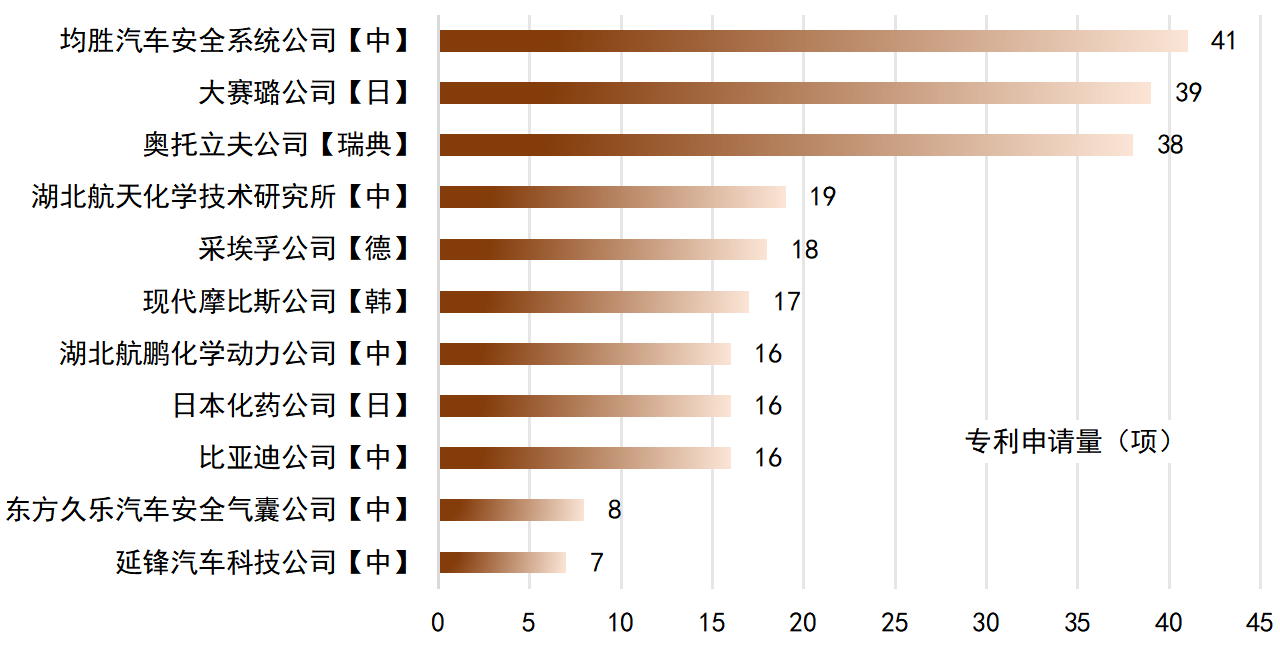 均胜汽车安全系统公司【中】 41
大赛璐公司【日】 39
奥托立夫公司【瑞典】 38
湖北航天化学技术研究所【中】 19
采埃孚公司【德】 18
现代摩比斯公司【韩】 17
湖北航鹏化学动力公司【中】 16
日本化药公司【日】 16
专利申请量（项）
比亚迪公司【中】 16
东方久乐汽车安全气囊公司【中】 8
延锋汽车科技公司【中】 7
0 5 10 15 20 25 30 35 40 45